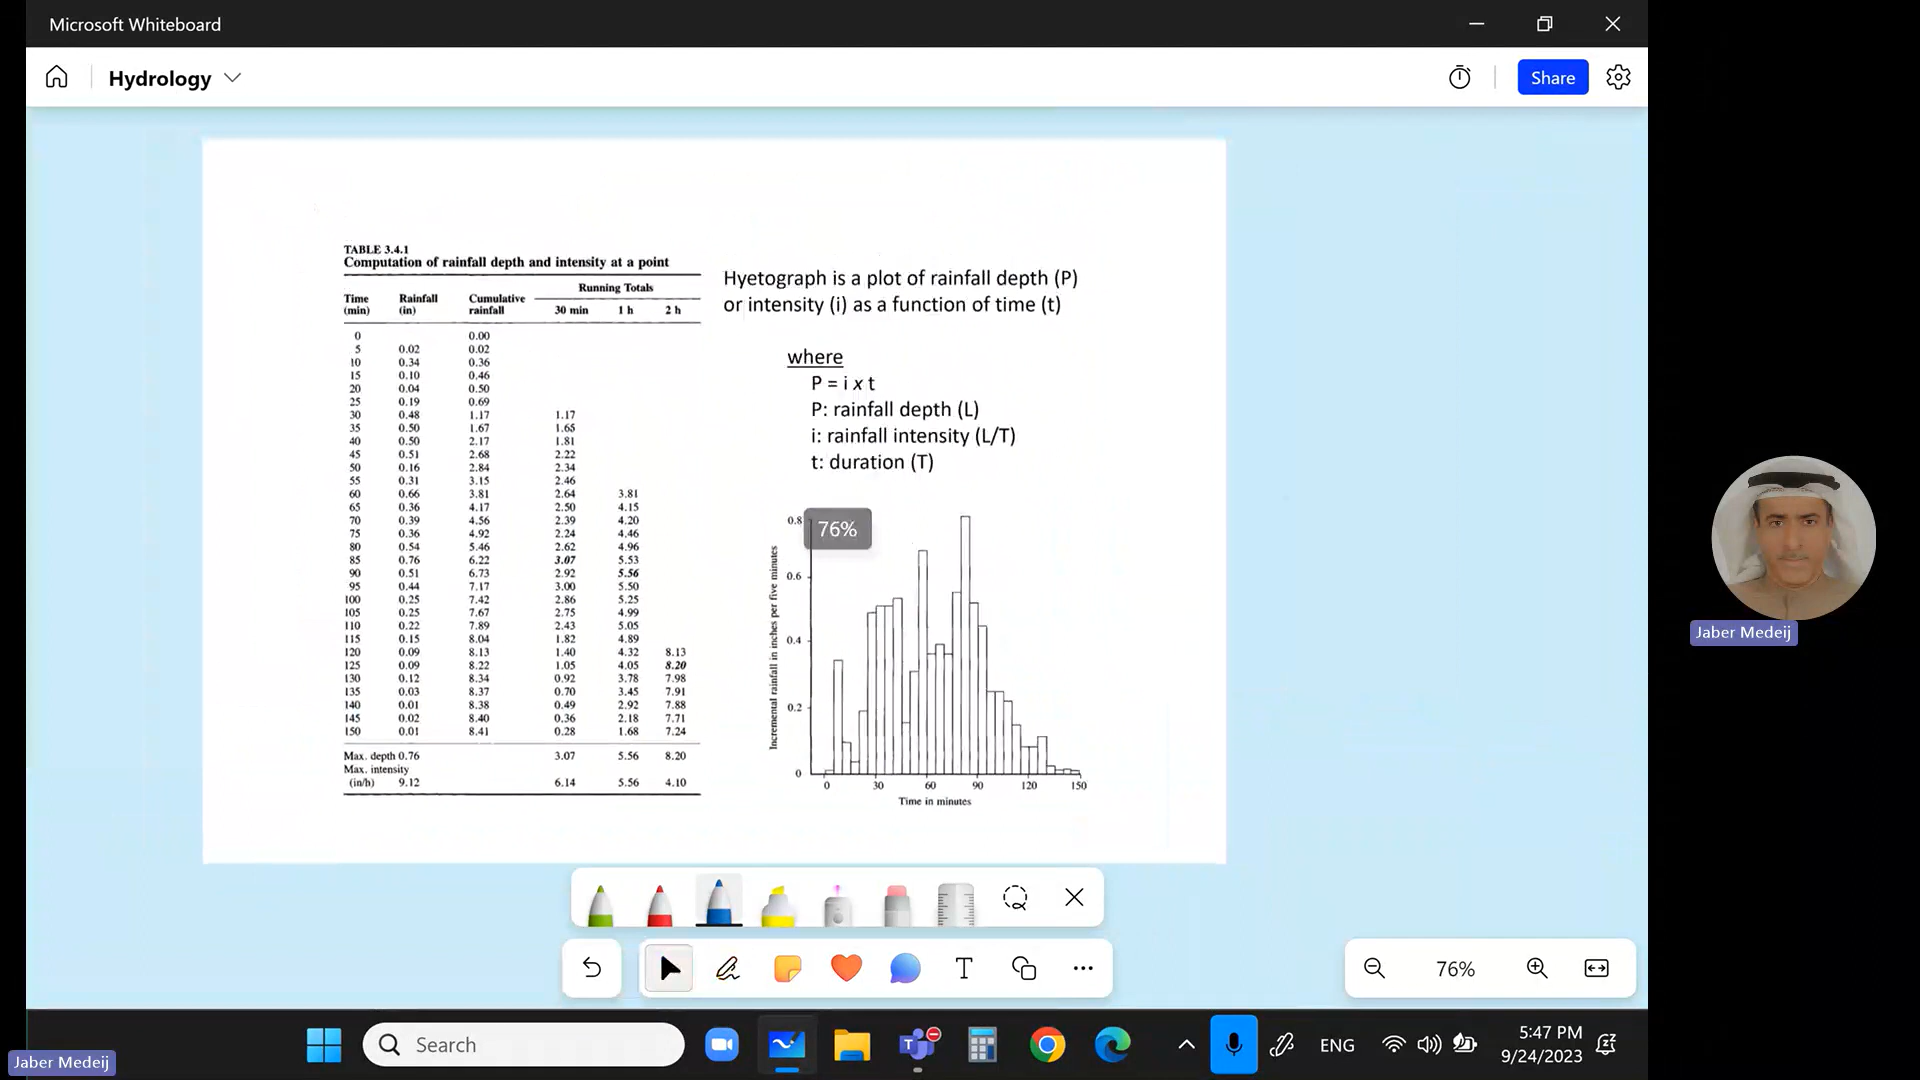 Microsoft Whiteboard
Hydrology
Share
TABLE 3.4.1
Computation of rainfall depth and intensity at a point
Running Totals
Time (min) Rainfall (in) Cumulative rainfall 30 min 1 h 2 h
0 0.00
5 0.02 0.02
10 0.34 0.36
15 0.10 0.46
20 0.04 0.50
25 0.19 0.69
30 0.48 1.17 1.17
35 0.50 1.67 1.65
40 0.50 2.17 1.81
45 0.51 2.68 2.22
50 0.16 2.84 2.34
55 0.31 3.15 2.46
60 0.66 3.81 2.64 3.81
65 0.36 4.17 2.50 4.15
70 0.39 4.56 2.39 4.20
75 0.36 4.92 2.24 4.46
80 0.54 5.46 2.62 4.96
85 0.76 6.22 3.07 5.53
90 0.51 6.73 2.92 5.56
95 0.44 7.17 3.00 5.50
100 0.25 7.42 2.86 5.25
105 0.25 7.67 2.75 4.99
110 0.22 7.89 2.43 5.05
115 0.15 8.04 1.82 4.89
120 0.09 8.13 1.40 4.32 8.13
125 0.09 8.22 1.05 4.05 8.20
130 0.12 8.34 0.92 3.78 7.98
135 0.03 8.37 0.70 3.45 7.91
140 0.01 8.38 0.49 2.92 7.88
145 0.02 8.40 0.36 2.18 7.71
150 0.01 8.41 0.28 1.68 7.24
Max. depth 0.76 3.07 5.56 8.20
Max. intensity
(in/h) 9.12 6.14 5.56 4.10
Hyetograph is a plot of rainfall depth (P)
or intensity (i) as a function of time (t)
where
P = i x t
P: rainfall depth (L)
i: rainfall intensity (L/T)
t: duration (T)
76%
Incremental rainfall in inches per five minutes
0.8
0.6
0.4
0.2
0
0 30 60 90 120 150
Time in minutes
Jaber Medeij
76%
Search
ENG
5:47 PM
9/24/2023
Jaber Medeij